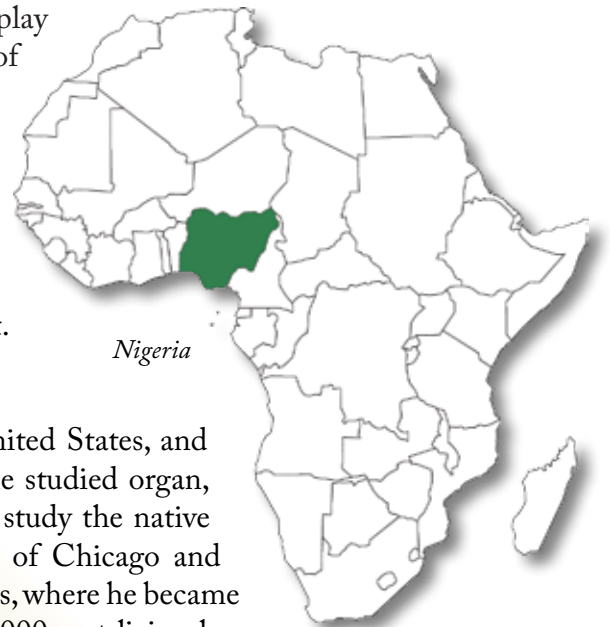 play
of
Nigeria
nited States, and
e studied organ,
study the native
of Chicago and
s, where he became